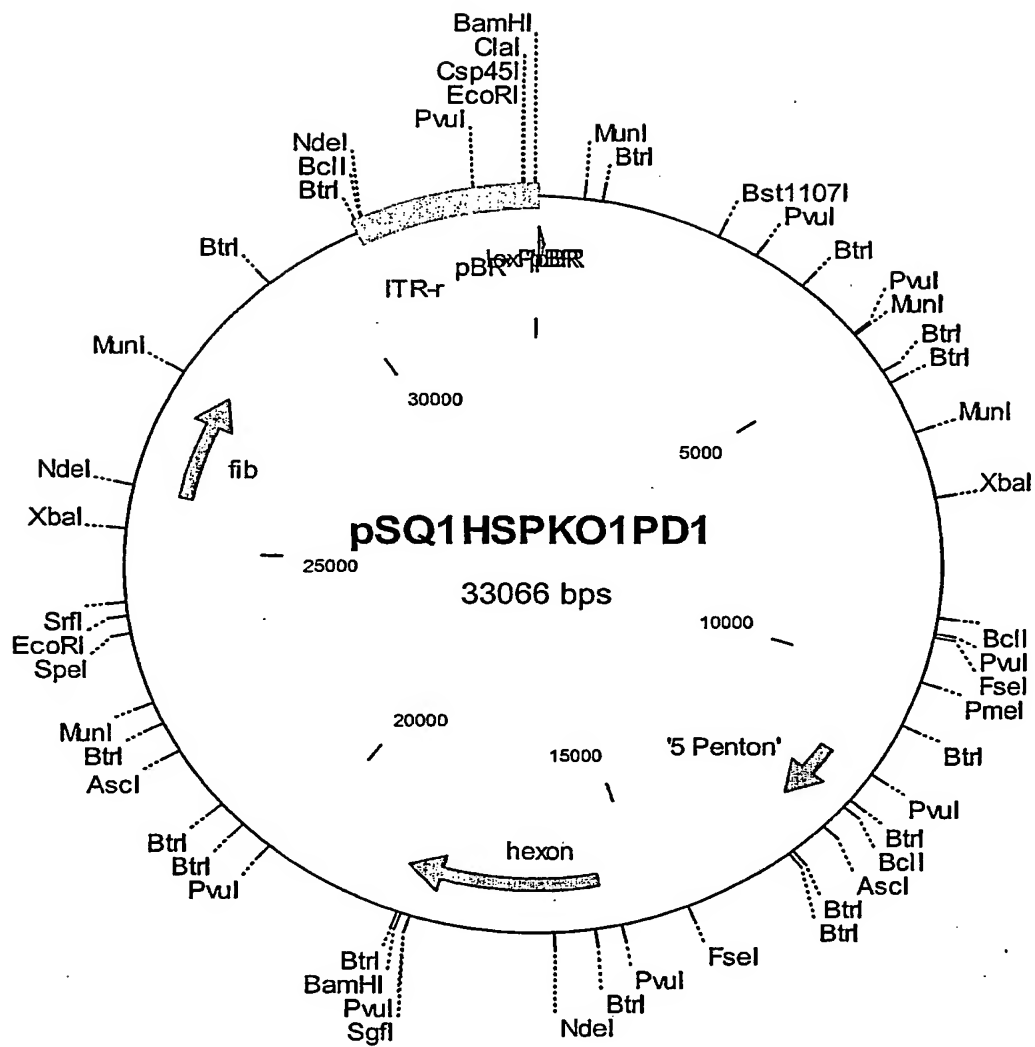 BamHI
ClaI
Csp45I
EcoRI
PvuI
NdeI
BclI
BtrI
BtrI
MunI
NdeI
XbaI
SrfI
EcoRI
SpeI
MunI
BtrI
AscI
BtrI
BtrI
PvuI
BtrI
BamHI
PvuI
SgfI
NdeI
BtrI
PvuI
FseI
BtrI
BtrI
AscI
BclI
BtrI
PvuI
BtrI
PmeI
FseI
PvuI
BclI
XbaI
MunI
BtrI
BtrI
MunI
PvuI
BtrI
PvuI
Bst1107I
BtrI
MunI
ITR-r
pBR
30000
5000
fib
pSQ1HSPKO1PD1
33066 bps
25000
10000
20000
15000
'5 Penton'
hexon